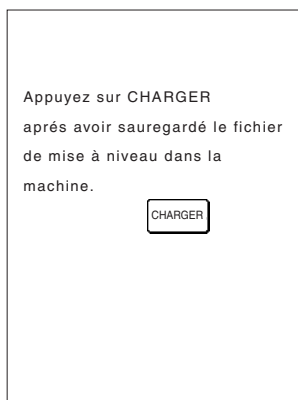 Appuyez sur CHARGER
aprés avoir sauregardé le fichier
de mise à niveau dans la
machine.
CHARGER